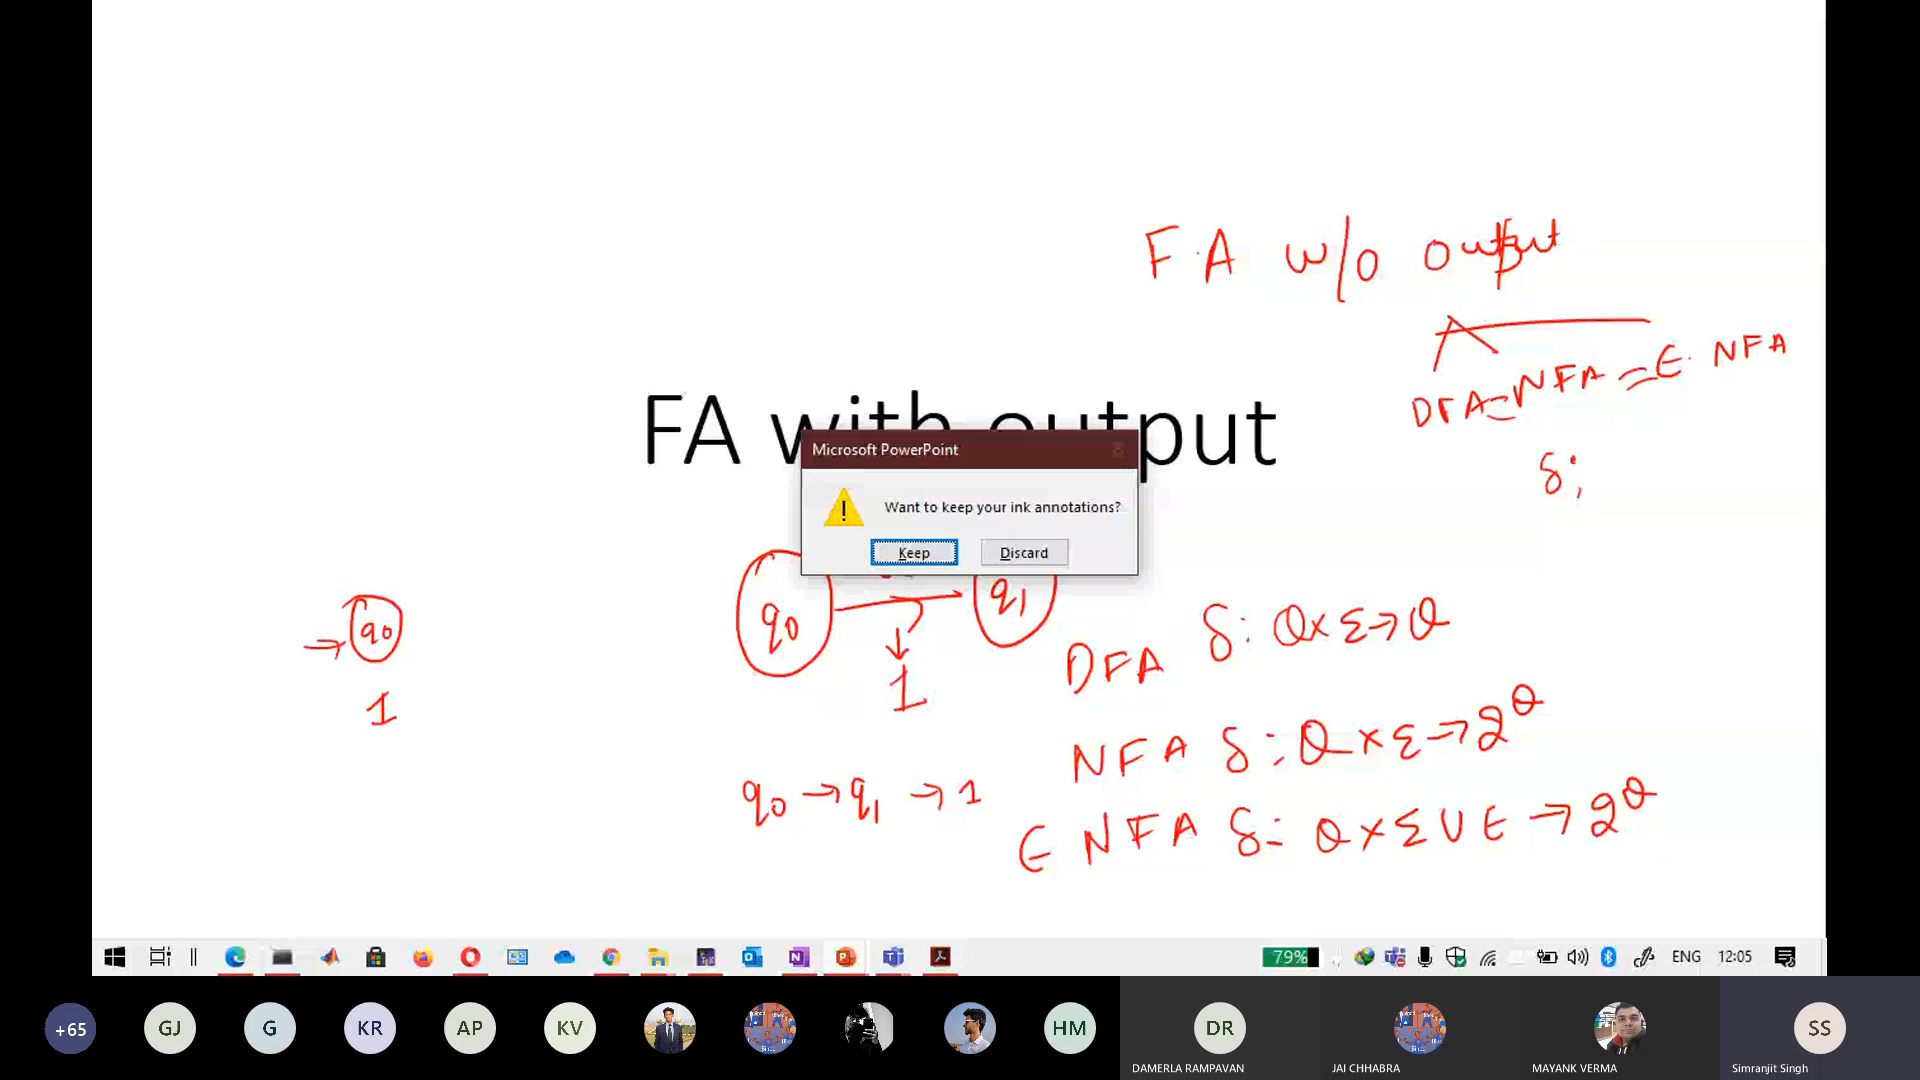 F.A w/o output
DFA = NFA = ∈ NFA
δ:
FA with output
Microsoft PowerPoint
Want to keep your ink annotations?
Keep Discard
q0
1
q0 q1
1
q0 → q1 → 1
DFA δ: Q×Σ→Q
NFA δ: Q×Σ→2^Q
∈ NFA δ: Q×Σ∪∈→2^Q
79% ENG 12:05
+65 GJ G KR AP KV HM DR SS
DAMERLA RAMPAVAN JAI CHHABRA MAYANK VERMA Simranjit Singh